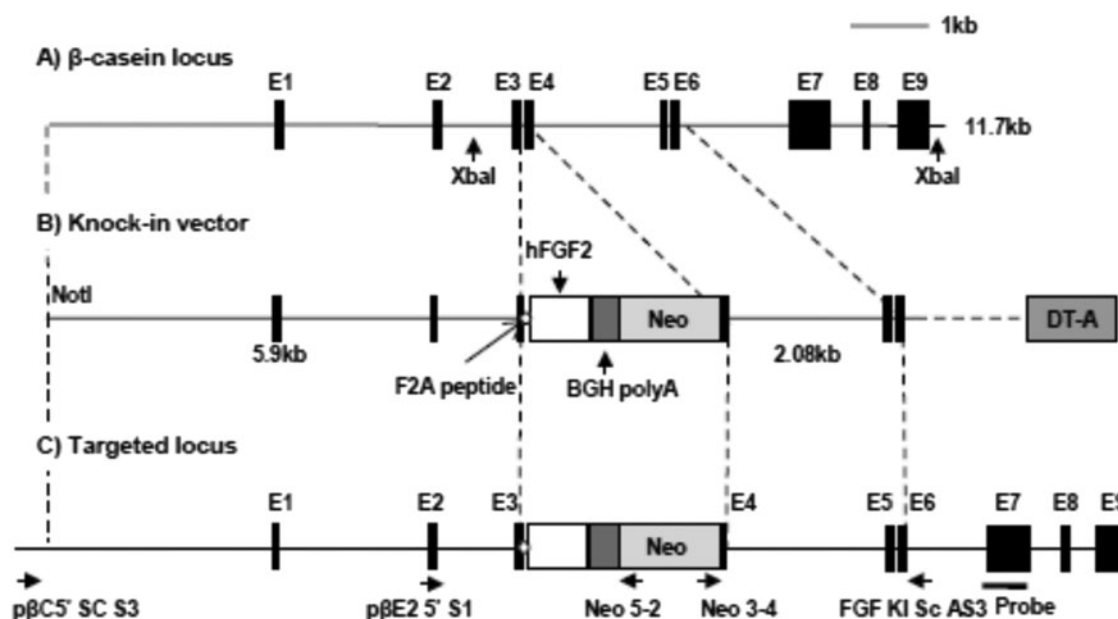 1kb
A) β-casein locus
E1 E2 E3 E4 E5 E6 E7 E8 E9
11.7kb
XbaI XbaI
B) Knock-in vector
hFGF2
NotI
Neo DT-A
5.9kb 2.08kb
F2A peptide BGH polyA
C) Targeted locus
E1 E2 E3 E4 E5 E6 E7 E8 E9
Neo
pβC5' SC S3 pβE2 5' S1 Neo 5-2 Neo 3-4 FGF KI Sc AS3 Probe